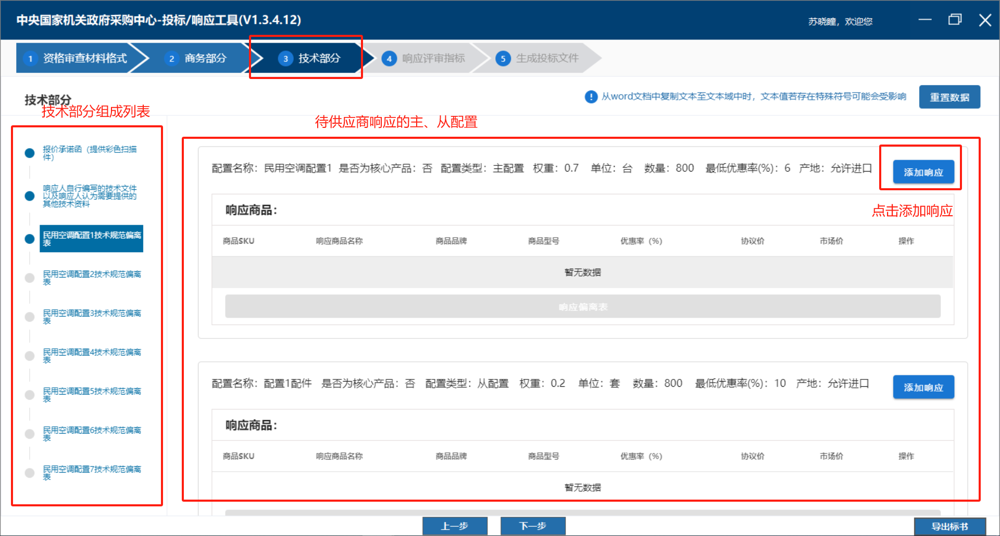 中央国家机关政府采购中心-投标/响应工具(V1.3.4.12)
苏晓瞳，欢迎您
1 资格审查材料格式
2 商务部分
3 技术部分
4 响应评审指标
5 生成投标文件
技术部分
从word文档中复制文本至文本域中时，文本值若存在特殊符号可能会受影响
重置数据
技术部分组成列表
待供应商响应的主、从配置
报价承诺函（提供彩色扫描
件）
响应人自行编写的技术文件
以及响应人认为需要提供的
其他技术资料
民用空调配置1技术规范偏离
表
民用空调配置2技术规范偏离
表
民用空调配置3技术规范偏离
表
民用空调配置4技术规范偏离
表
民用空调配置5技术规范偏离
表
民用空调配置6技术规范偏离
表
民用空调配置7技术规范偏离
表
配置名称：民用空调配置1 是否为核心产品：否 配置类型：主配置 权重：0.7 单位：台 数量：800 最低优惠率(%)：6 产地：允许进口
添加响应
点击添加响应
响应商品：
商品SKU 响应商品名称 商品品牌 商品型号 优惠率（%） 协议价 市场价 操作
暂无数据
响应偏离表
配置名称：配置1配件 是否为核心产品：否 配置类型：从配置 权重：0.2 单位：套 数量：800 最低优惠率(%)：10 产地：允许进口
添加响应
响应商品：
商品SKU 响应商品名称 商品品牌 商品型号 优惠率（%） 协议价 市场价 操作
暂无数据
上一步
下一步
导出标书